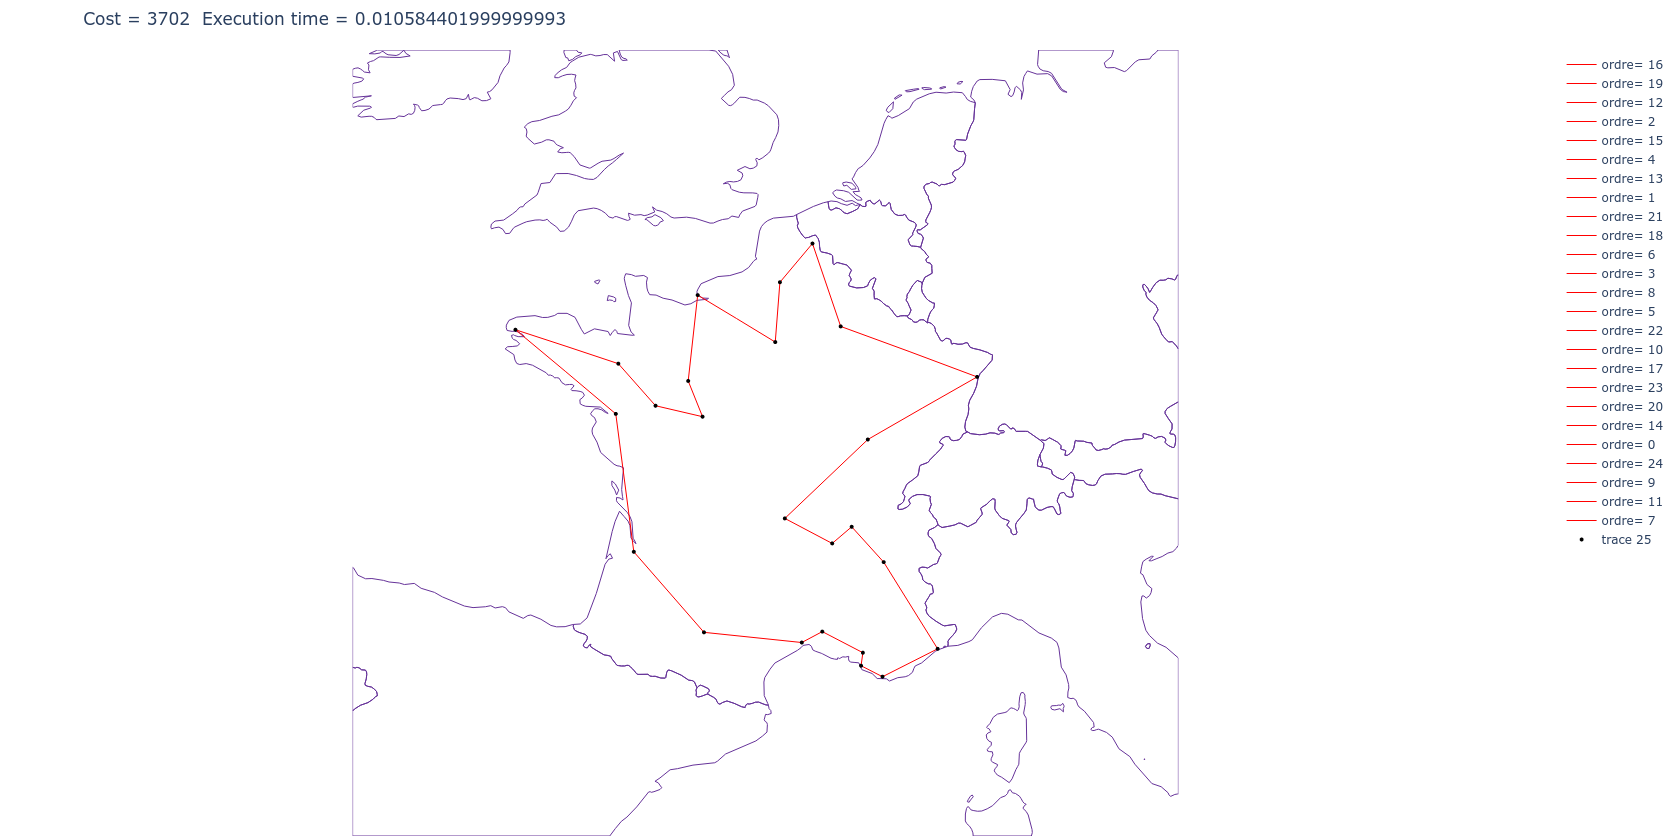 Cost = 3702  Execution time = 0.010584401999999993
ordre= 16
ordre= 19
ordre= 12
ordre= 2
ordre= 15
ordre= 4
ordre= 13
ordre= 1
ordre= 21
ordre= 18
ordre= 6
ordre= 3
ordre= 8
ordre= 5
ordre= 22
ordre= 10
ordre= 17
ordre= 23
ordre= 20
ordre= 14
ordre= 0
ordre= 24
ordre= 9
ordre= 11
ordre= 7
trace 25